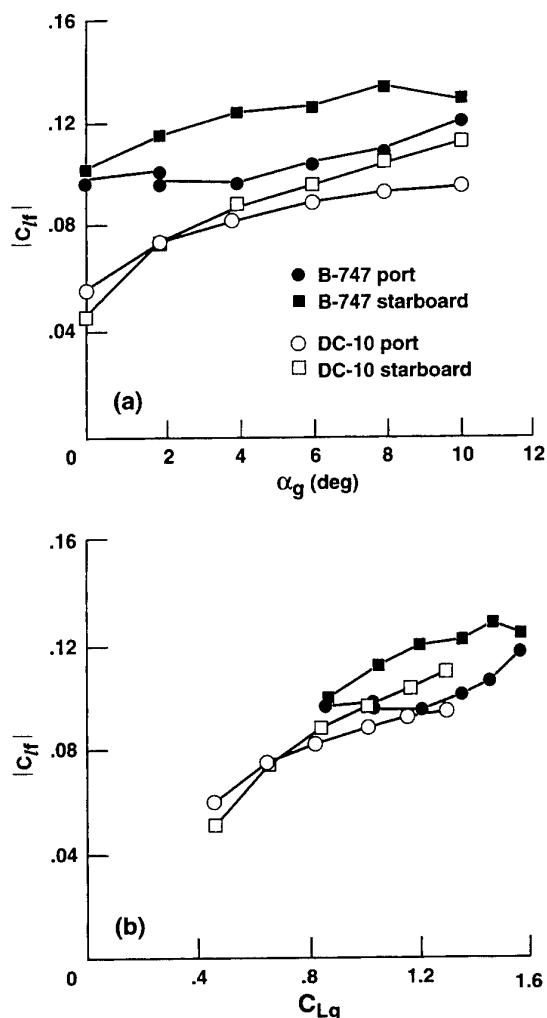 .16
.12
.08
.04
0
|C_lf|
B-747 port
B-747 starboard
DC-10 port
DC-10 starboard
(a)
2
4
6
8
10
12
α_g (deg)
.16
.12
.08
.04
0
|C_lf|
(b)
.4
.8
1.2
1.6
C_Lg